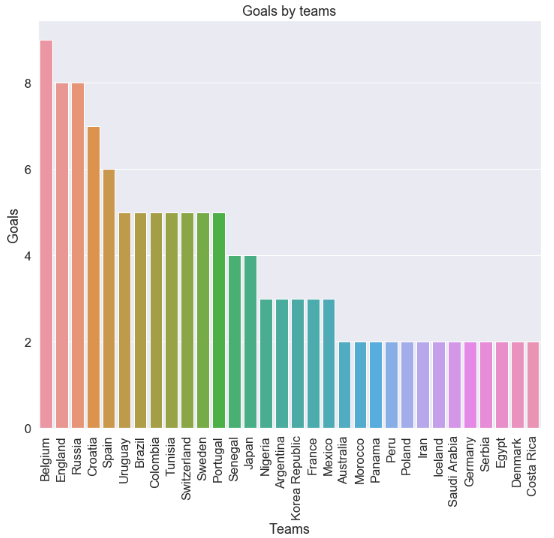 Goals by teams
Goals
8
6
4
2
0
Belgium
England
Russia
Croatia
Spain
Uruguay
Brazil
Colombia
Tunisia
Switzerland
Sweden
Portugal
Senegal
Japan
Nigeria
Argentina
Korea Republic
France
Mexico
Australia
Morocco
Panama
Peru
Poland
Iran
Iceland
Saudi Arabia
Germany
Serbia
Egypt
Denmark
Costa Rica
Teams